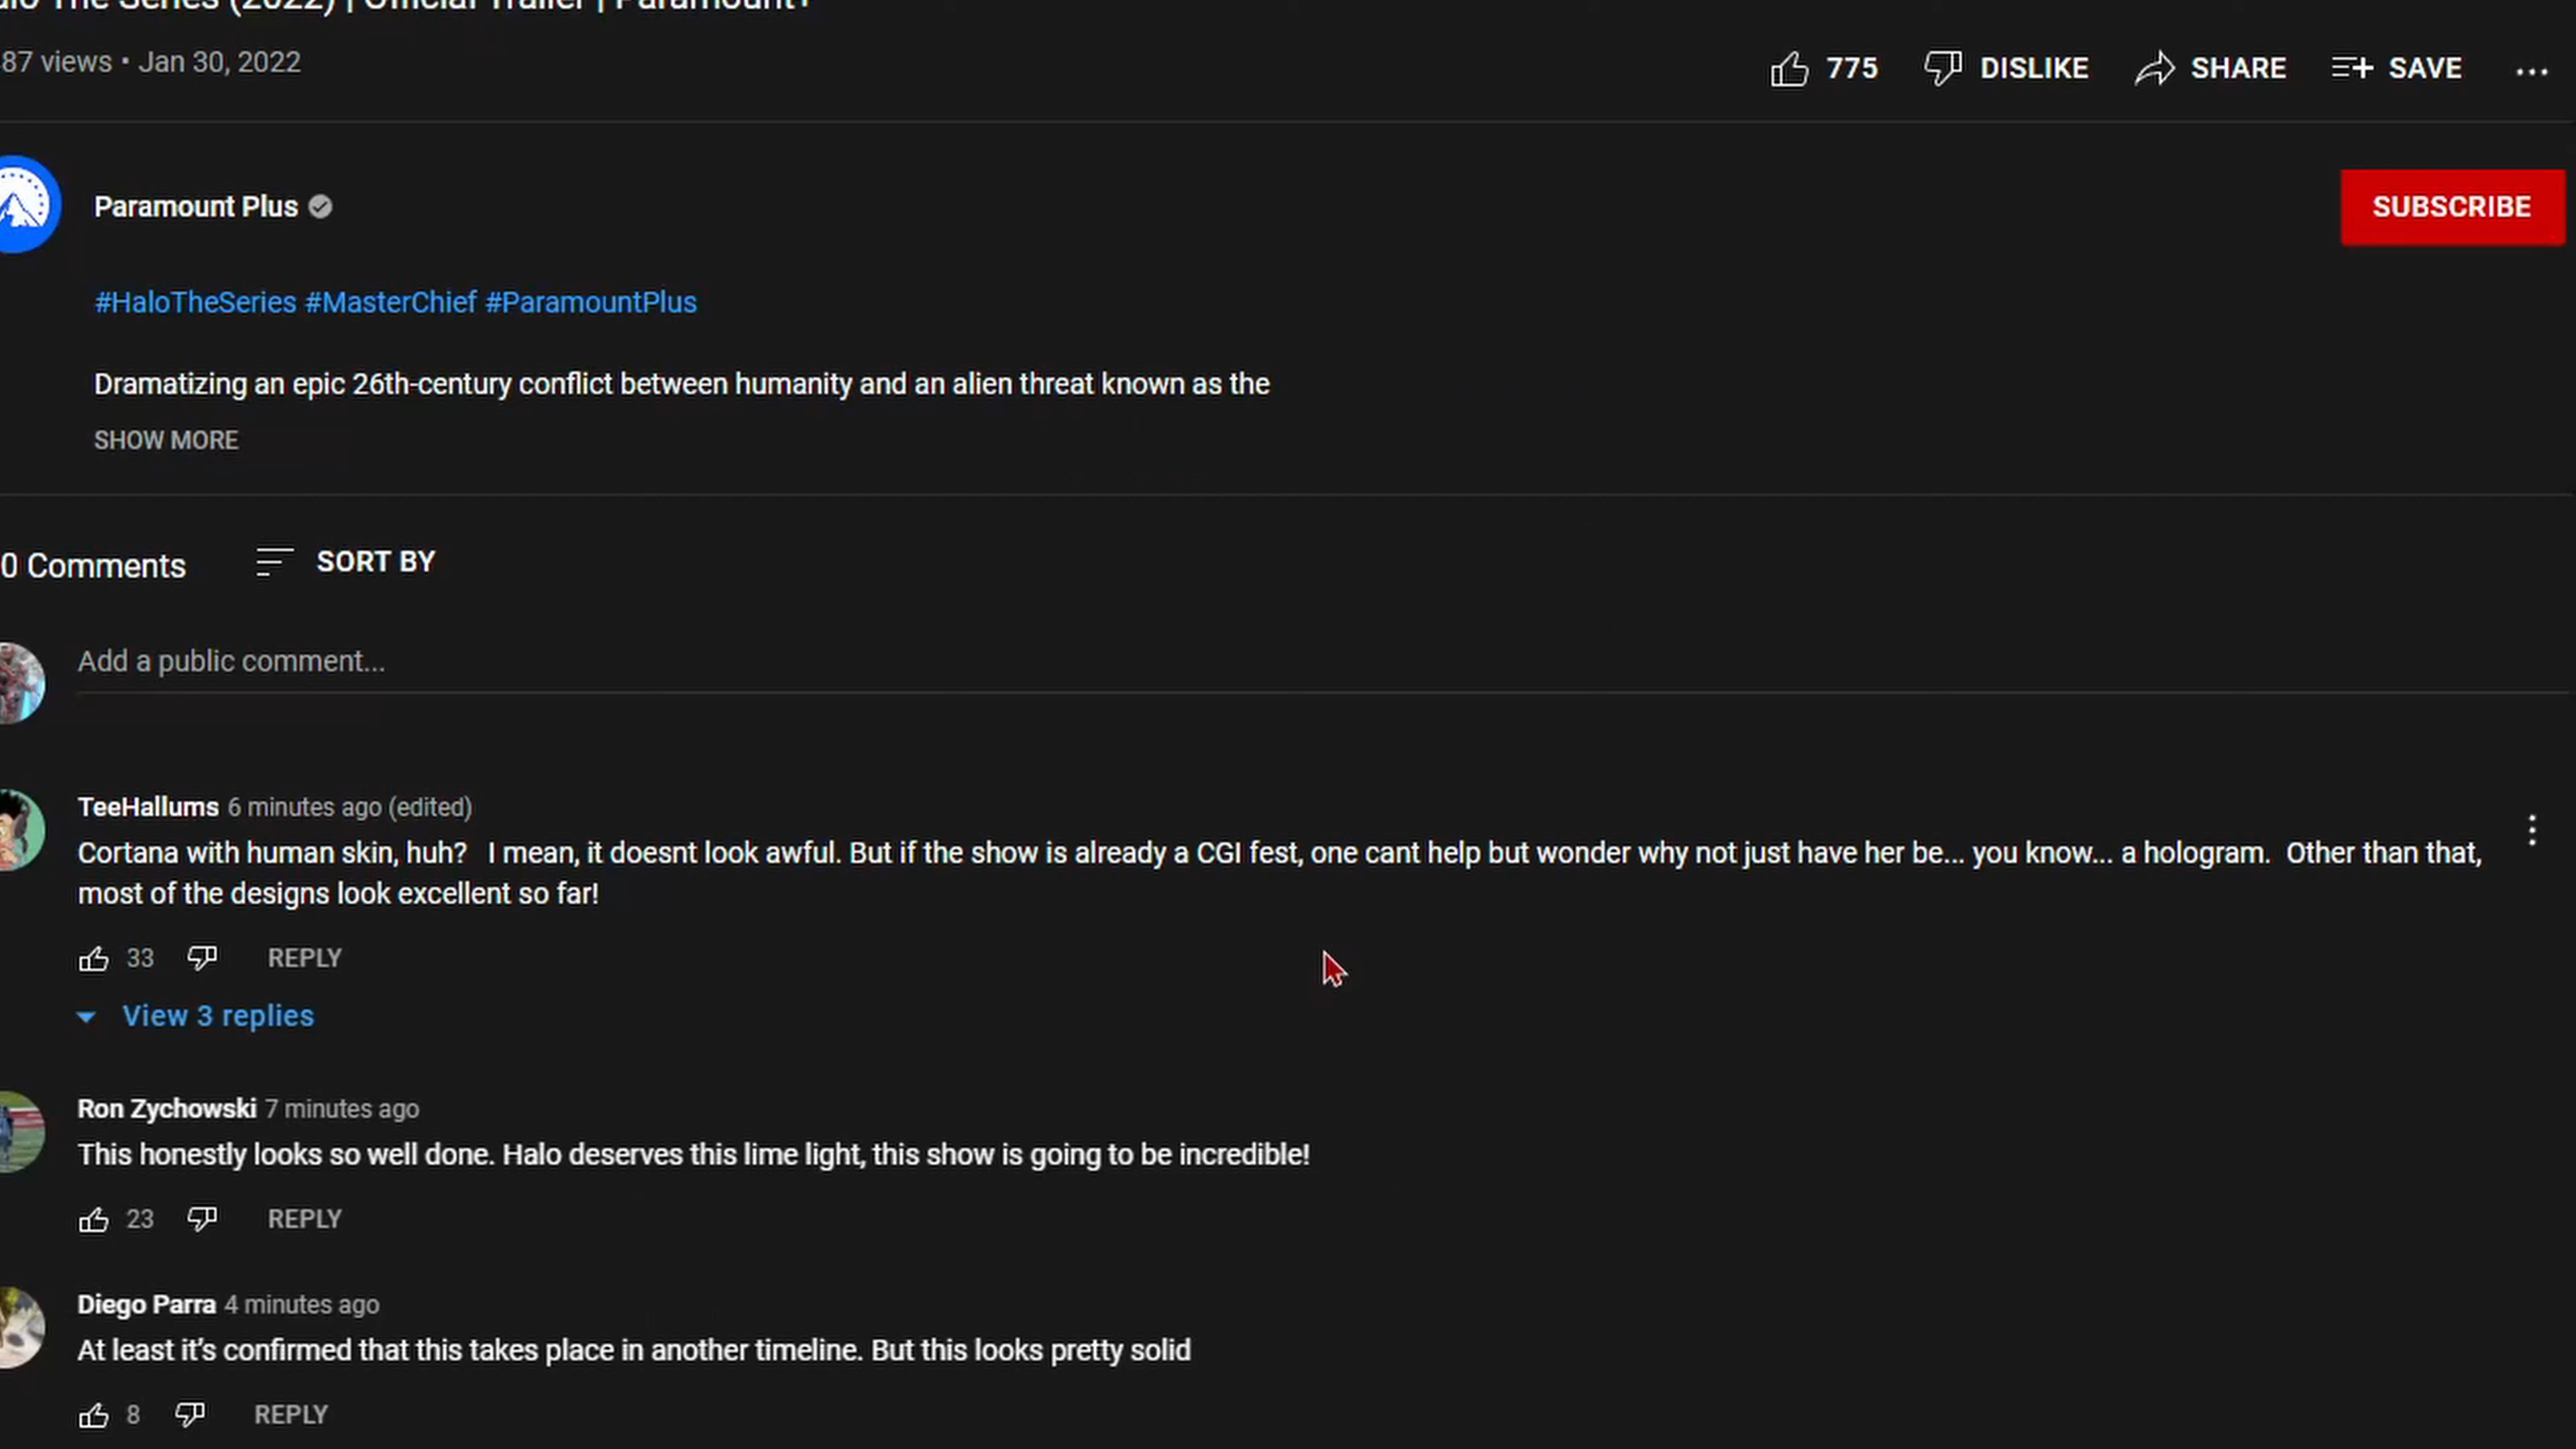 The Series (2022) | Official Trailer | Paramount+
87 views • Jan 30, 2022
775 DISLIKE SHARE SAVE ...
Paramount Plus
SUBSCRIBE
#HaloTheSeries #MasterChief #ParamountPlus
Dramatizing an epic 26th-century conflict between humanity and an alien threat known as the
SHOW MORE
0 Comments SORT BY
Add a public comment...
TeeHallums 6 minutes ago (edited)
Cortana with human skin, huh?   I mean, it doesnt look awful. But if the show is already a CGI fest, one cant help but wonder why not just have her be... you know... a hologram.  Other than that,
most of the designs look excellent so far!
33 REPLY
View 3 replies
Ron Zychowski 7 minutes ago
This honestly looks so well done. Halo deserves this lime light, this show is going to be incredible!
23 REPLY
Diego Parra 4 minutes ago
At least it's confirmed that this takes place in another timeline. But this looks pretty solid
8 REPLY